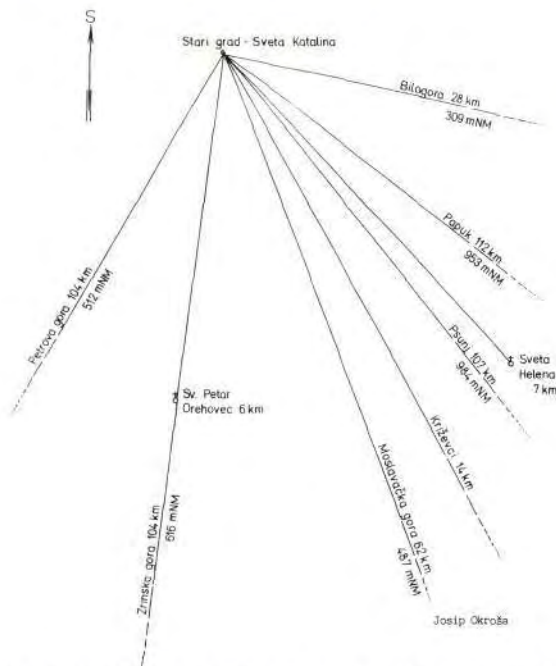 S
Stari grad - Sveta Katalina
Bilogora 28 km
309 mNM
Papuk 112 km
953 mNM
Psunj 107 km
984 mNM
Sveta
Helena
7 km
Križevci 14 km
Moslavačka gora 62 km
487 mNM
Sv. Petar
Orehovec 6 km
Zrinska gora 104 km
616 mNM
Petrova gora 104 km
512 mNM
Josip Okroša